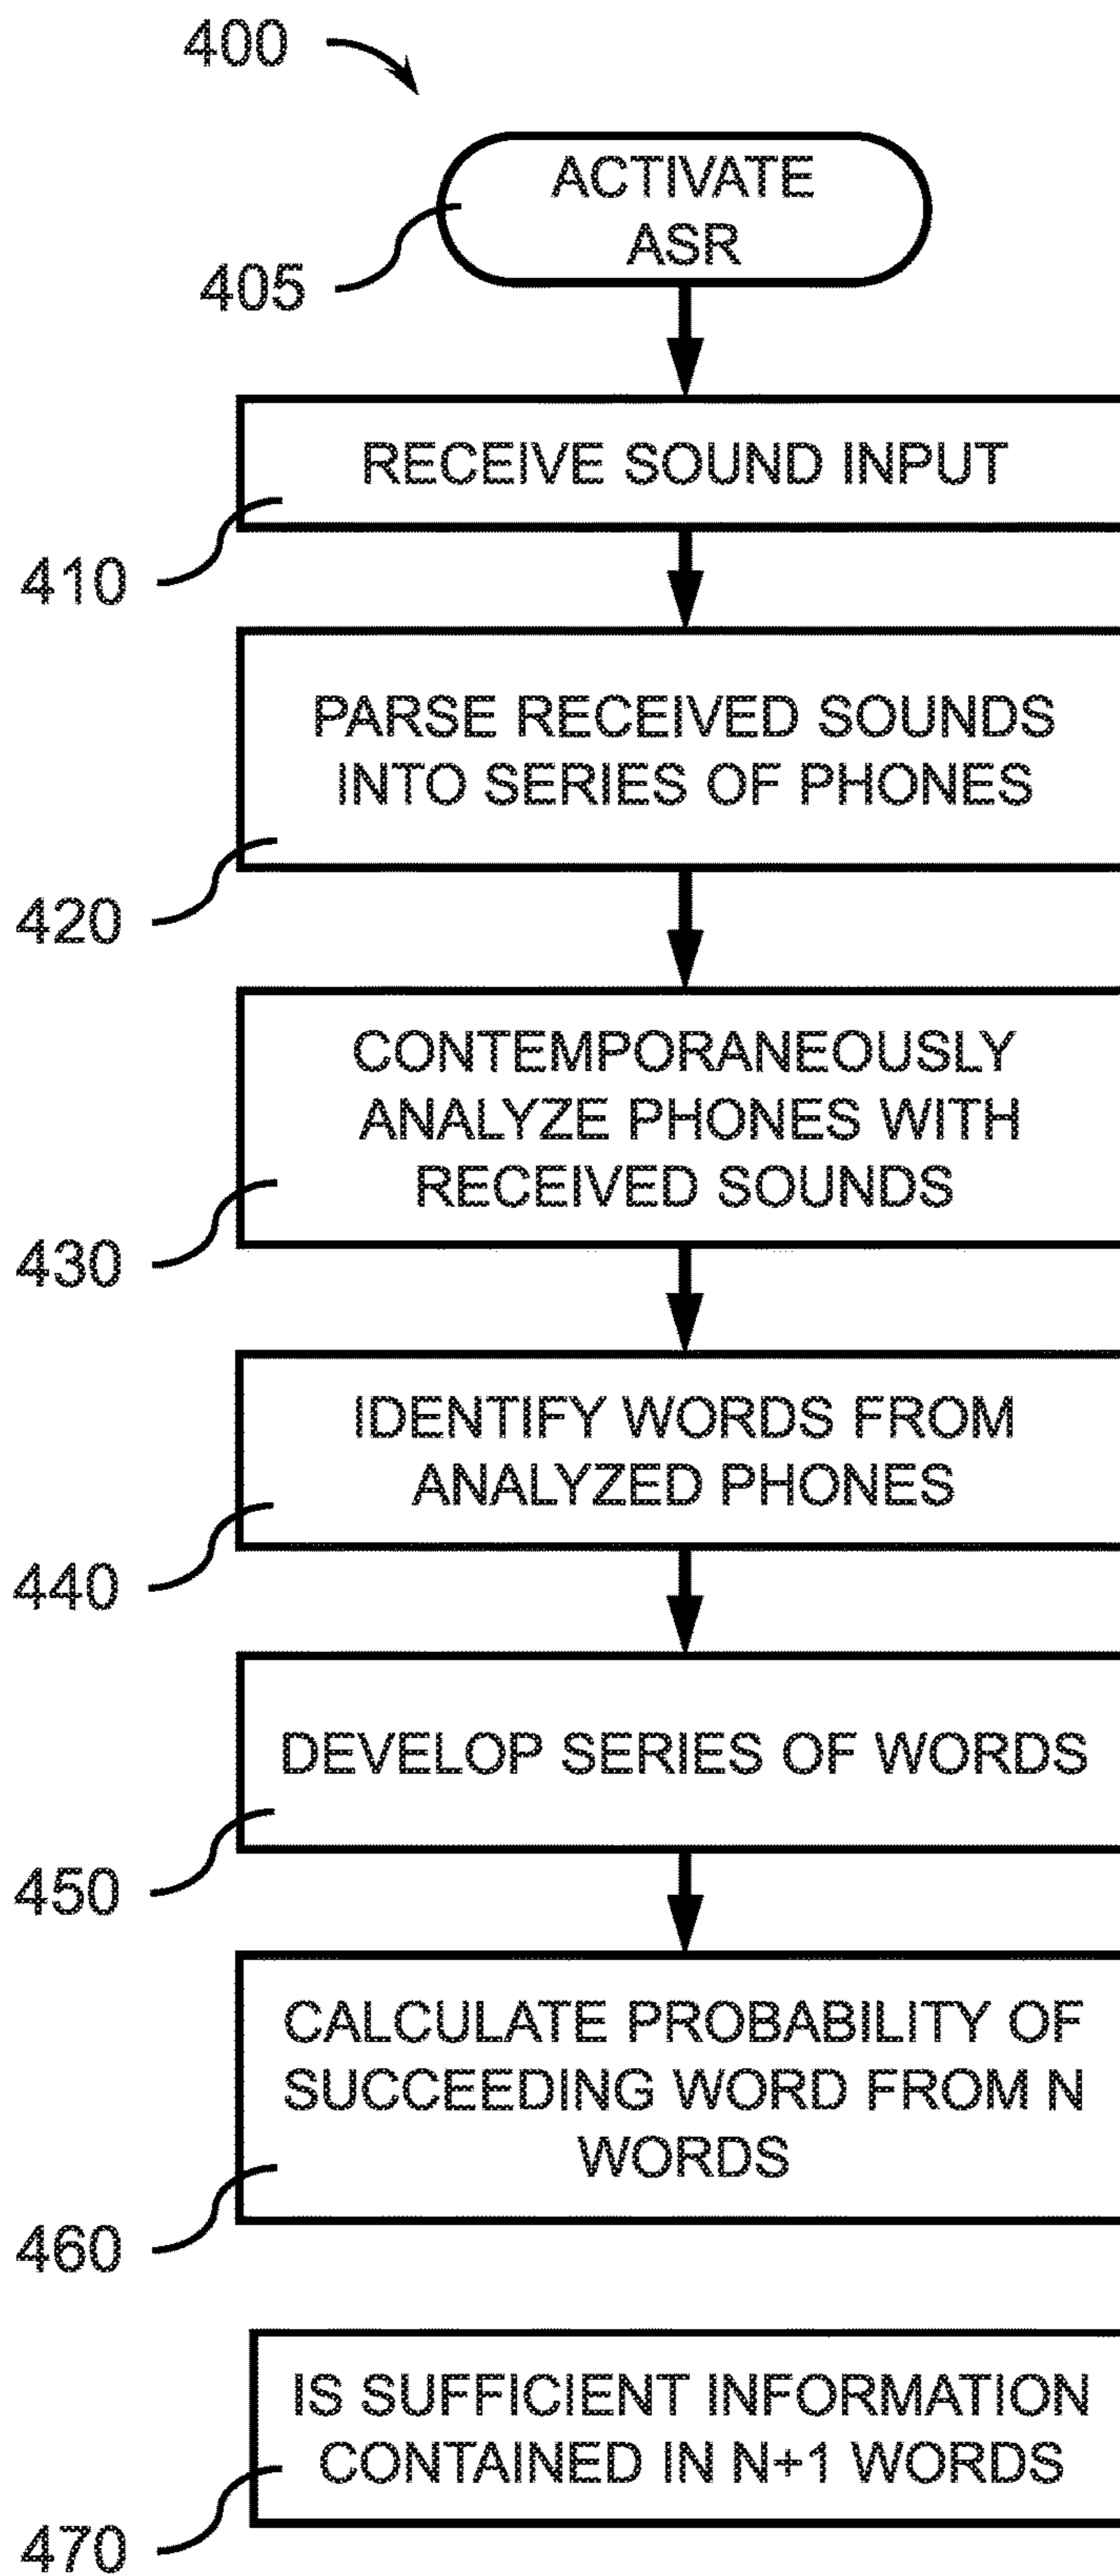 400
ACTIVATE
ASR
405
RECEIVE SOUND INPUT
410
PARSE RECEIVED SOUNDS
INTO SERIES OF PHONES
420
CONTEMPORANEOUSLY
ANALYZE PHONES WITH
RECEIVED SOUNDS
430
IDENTIFY WORDS FROM
ANALYZED PHONES
440
DEVELOP SERIES OF WORDS
450
CALCULATE PROBABILITY OF
SUCCEEDING WORD FROM N
WORDS
460
IS SUFFICIENT INFORMATION
CONTAINED IN N+1 WORDS
470